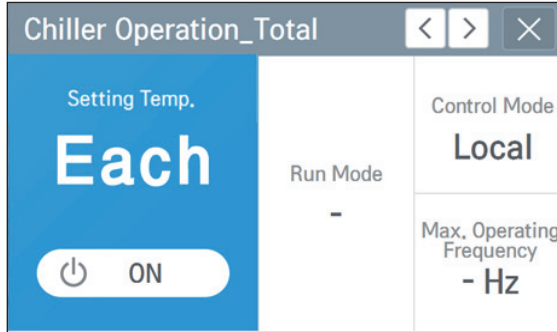 Chiller Operation_Total
Setting Temp.
Each
ON
Run Mode
-
Control Mode
Local
Max. Operating
Frequency
- Hz